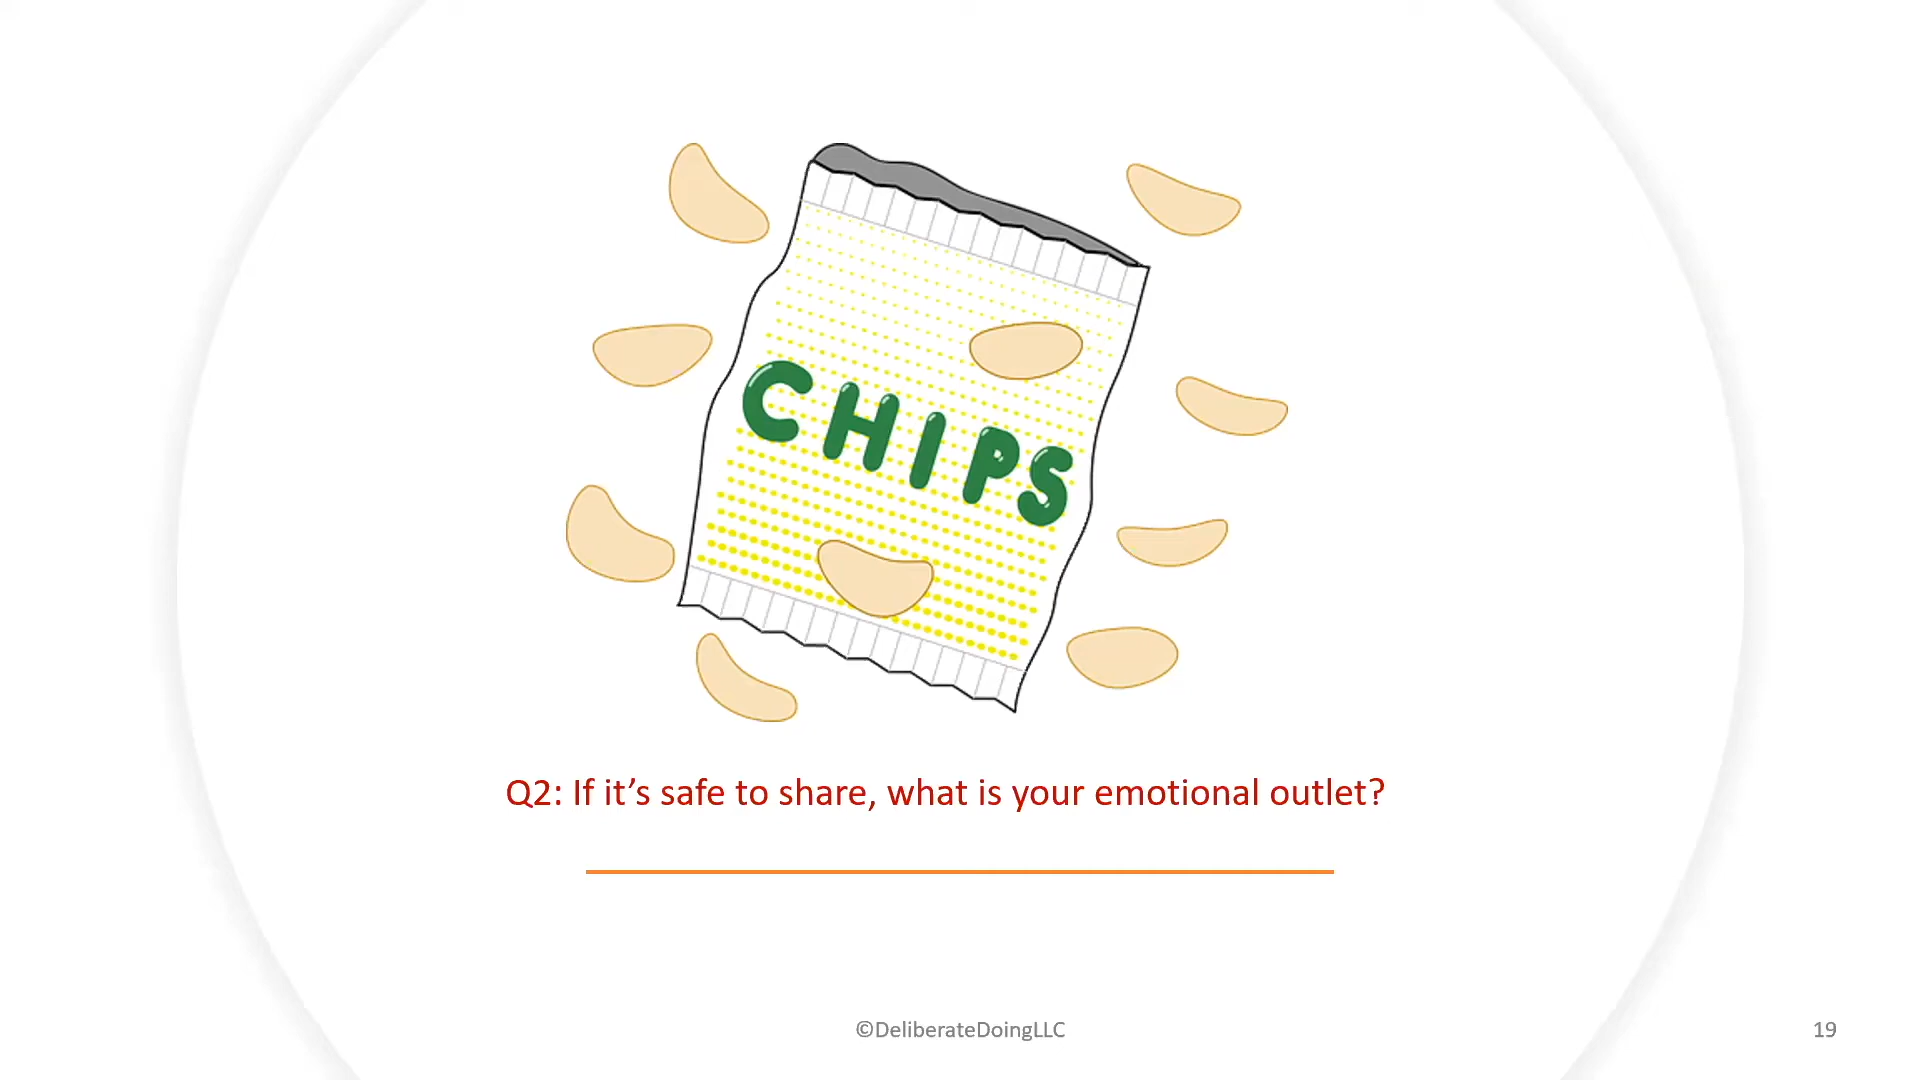 CHIPS
Q2: If it’s safe to share, what is your emotional outlet?
©DeliberateDoingLLC
19